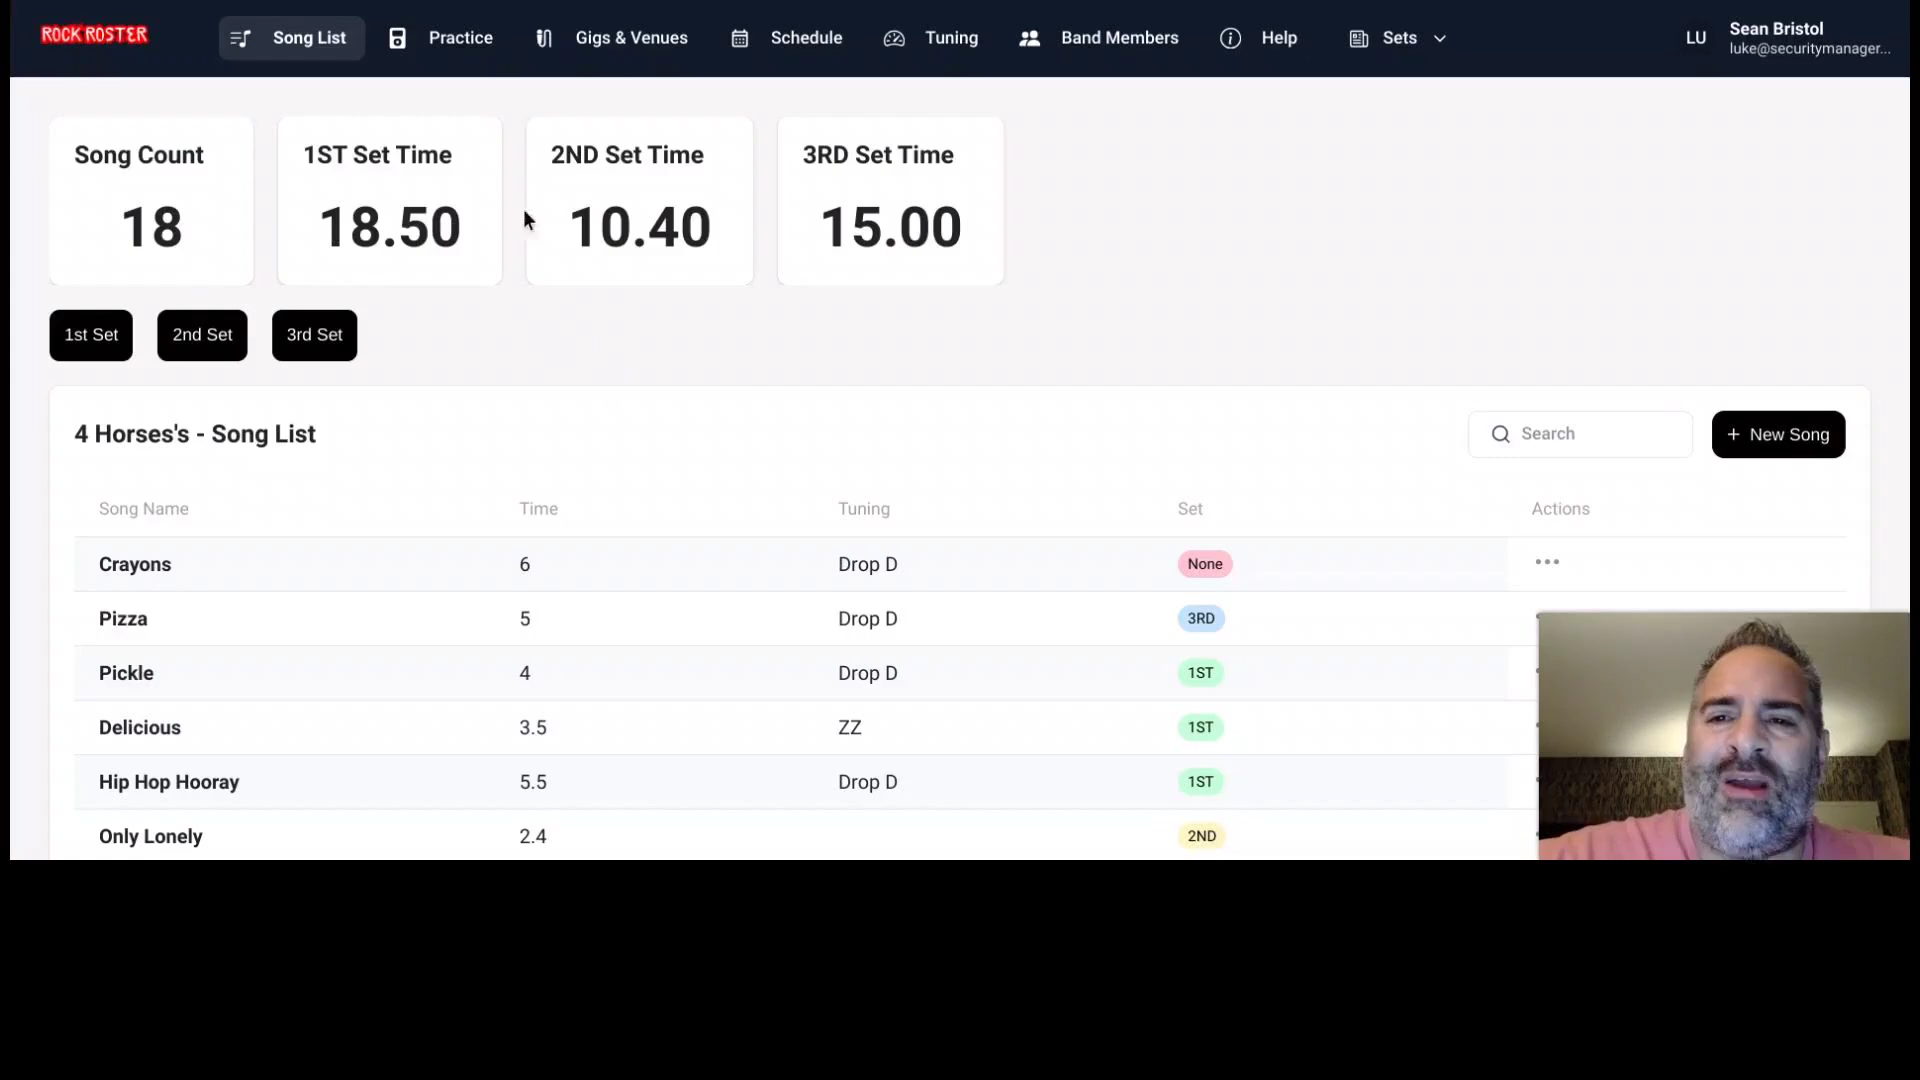 ROCK ROSTER
Song List
Practice
Gigs & Venues
Schedule
Tuning
Band Members
Help
Sets
LU
Sean Bristol
luke@securitymanager...
Song Count
18
1ST Set Time
18.50
2ND Set Time
10.40
3RD Set Time
15.00
1st Set
2nd Set
3rd Set
4 Horses's - Song List
Search
+ New Song
Song Name Time Tuning Set Actions
Crayons 6 Drop D None
Pizza 5 Drop D 3RD
Pickle 4 Drop D 1ST
Delicious 3.5 ZZ 1ST
Hip Hop Hooray 5.5 Drop D 1ST
Only Lonely 2.4 2ND